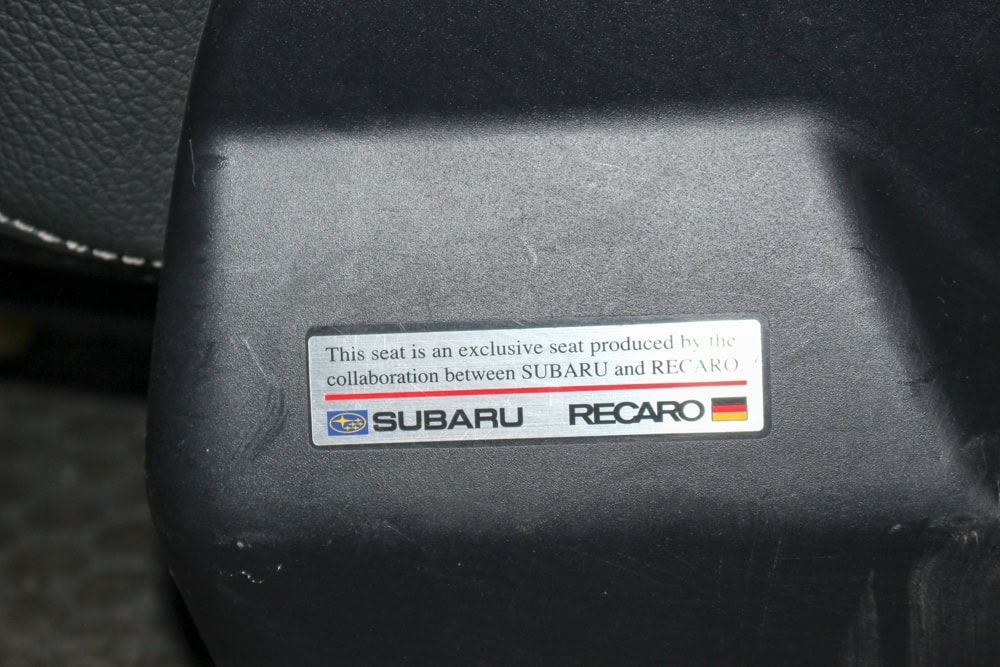 This seat is an exclusive seat produced by the
collaboration between SUBARU and RECARO
SUBARU RECARO